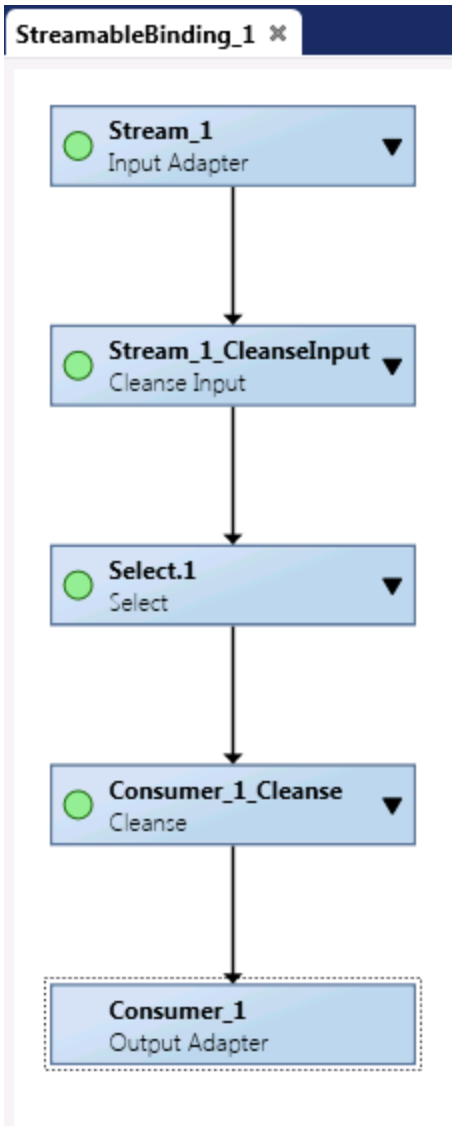 StreamableBinding_1
Stream_1
Input Adapter
Stream_1_CleanseInput
Cleanse Input
Select.1
Select
Consumer_1_Cleanse
Cleanse
Consumer_1
Output Adapter